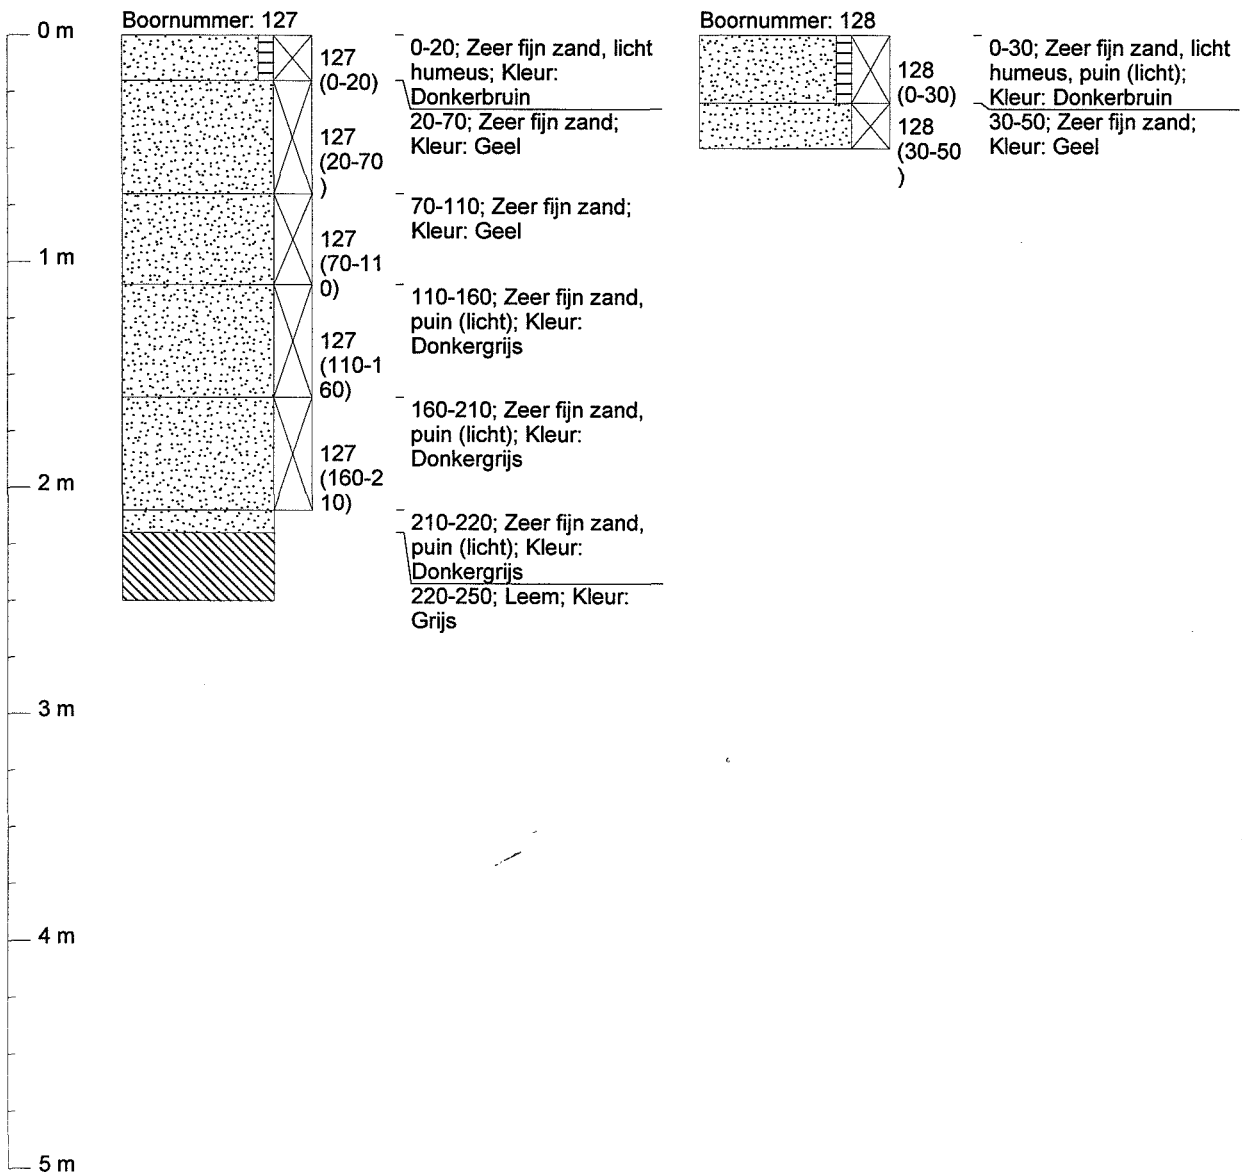 Boornummer: 127
0 m
1 m
2 m
3 m
4 m
5 m
127
(0-20)
127
(20-70
)
127
(70-11
0)
127
(110-1
60)
127
(160-2
10)
0-20; Zeer fijn zand, licht
humeus; Kleur:
Donkerbruin
20-70; Zeer fijn zand;
Kleur: Geel
70-110; Zeer fijn zand;
Kleur: Geel
110-160; Zeer fijn zand,
puin (licht); Kleur:
Donkergrijs
160-210; Zeer fijn zand,
puin (licht); Kleur:
Donkergrijs
210-220; Zeer fijn zand,
puin (licht); Kleur:
Donkergrijs
220-250; Leem; Kleur:
Grijs
Boornummer: 128
128
(0-30)
128
(30-50
)
0-30; Zeer fijn zand, licht
humeus, puin (licht);
Kleur: Donkerbruin
30-50; Zeer fijn zand;
Kleur: Geel